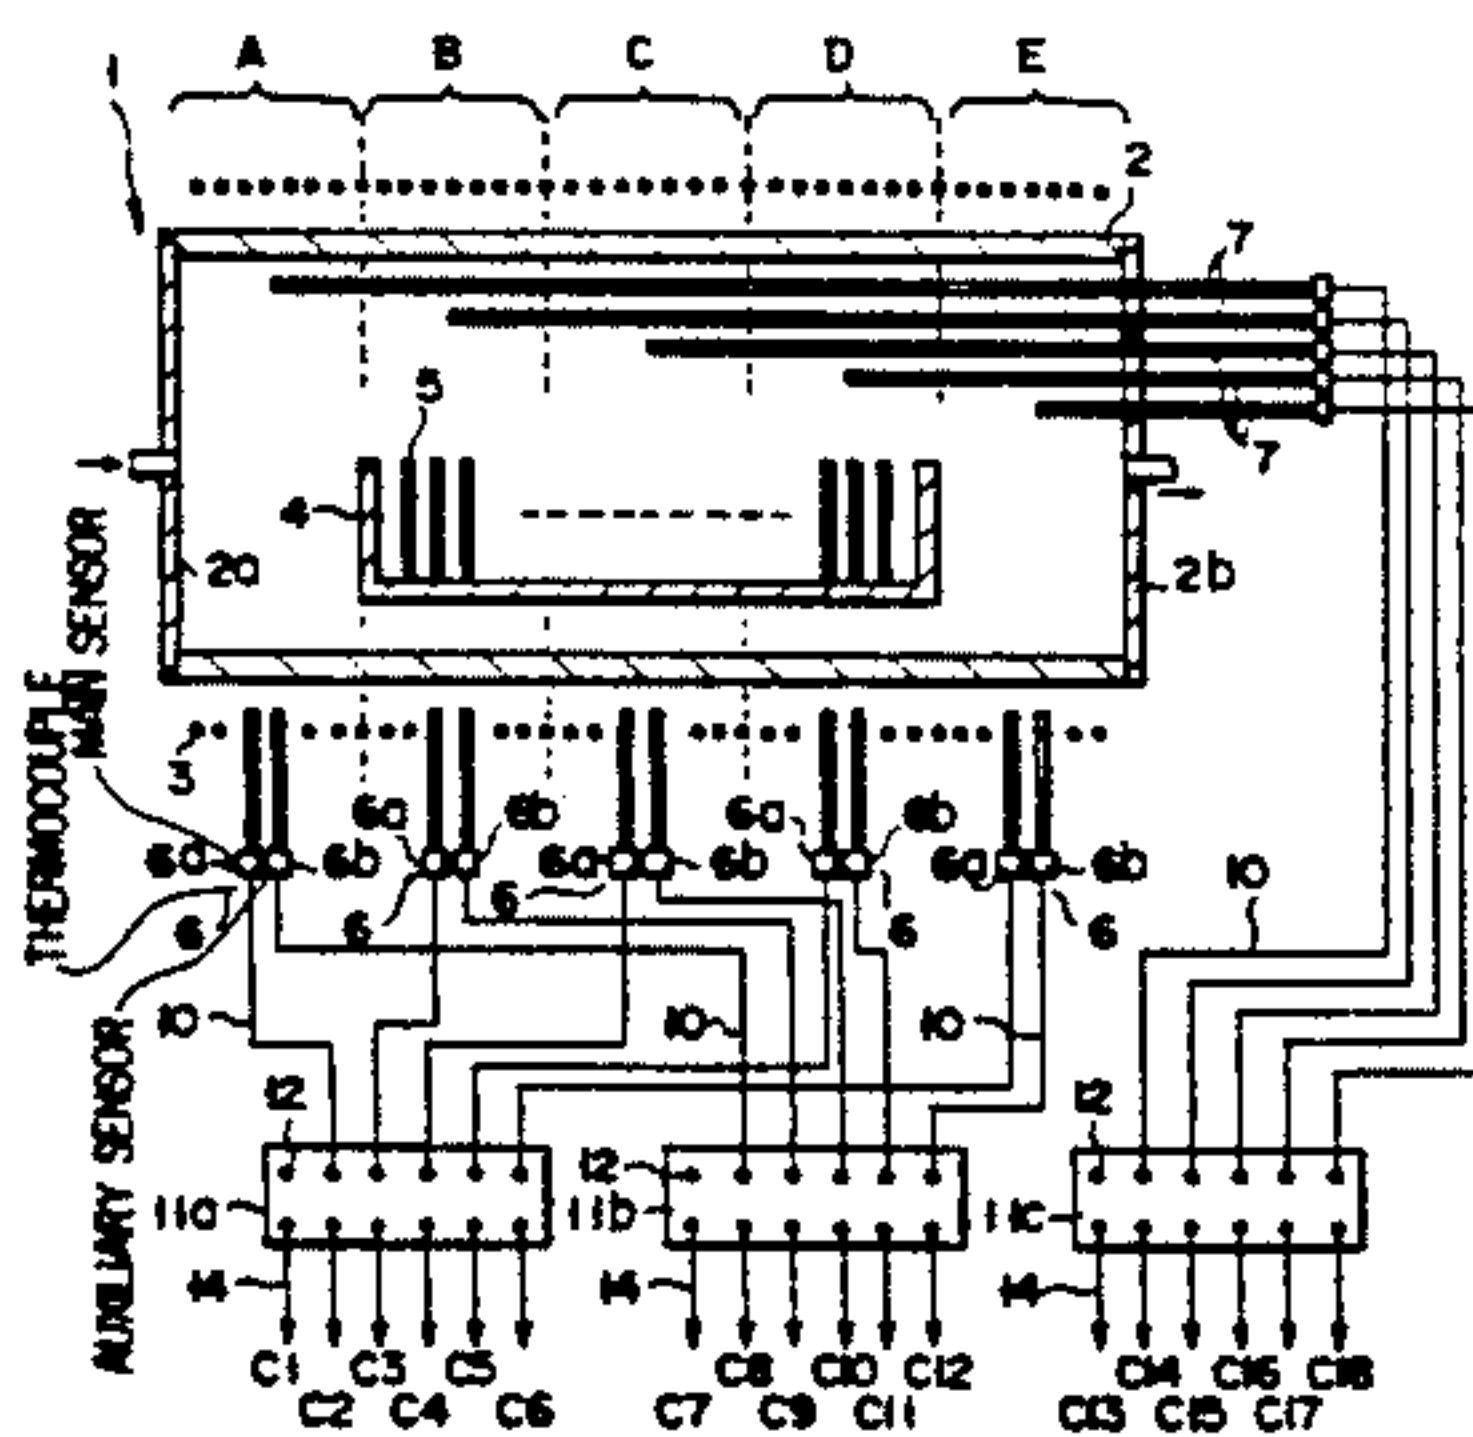 A B C D E
1
2
7
5
7
4
2a 2b
THERMOCOUPLE
MAIN SENSOR
3
6a 6b 6a 6b
6a 6b 6a 6b 6a 6b
6 6 6 6 6
10
10 10 10
AUXILIARY SENSOR
12 12 12
11a 11b 11c
14 14 14
C1 C3 C5 C8 C10 C12 C14 C16 C18
C2 C4 C6 C7 C9 C11 C13 C15 C17